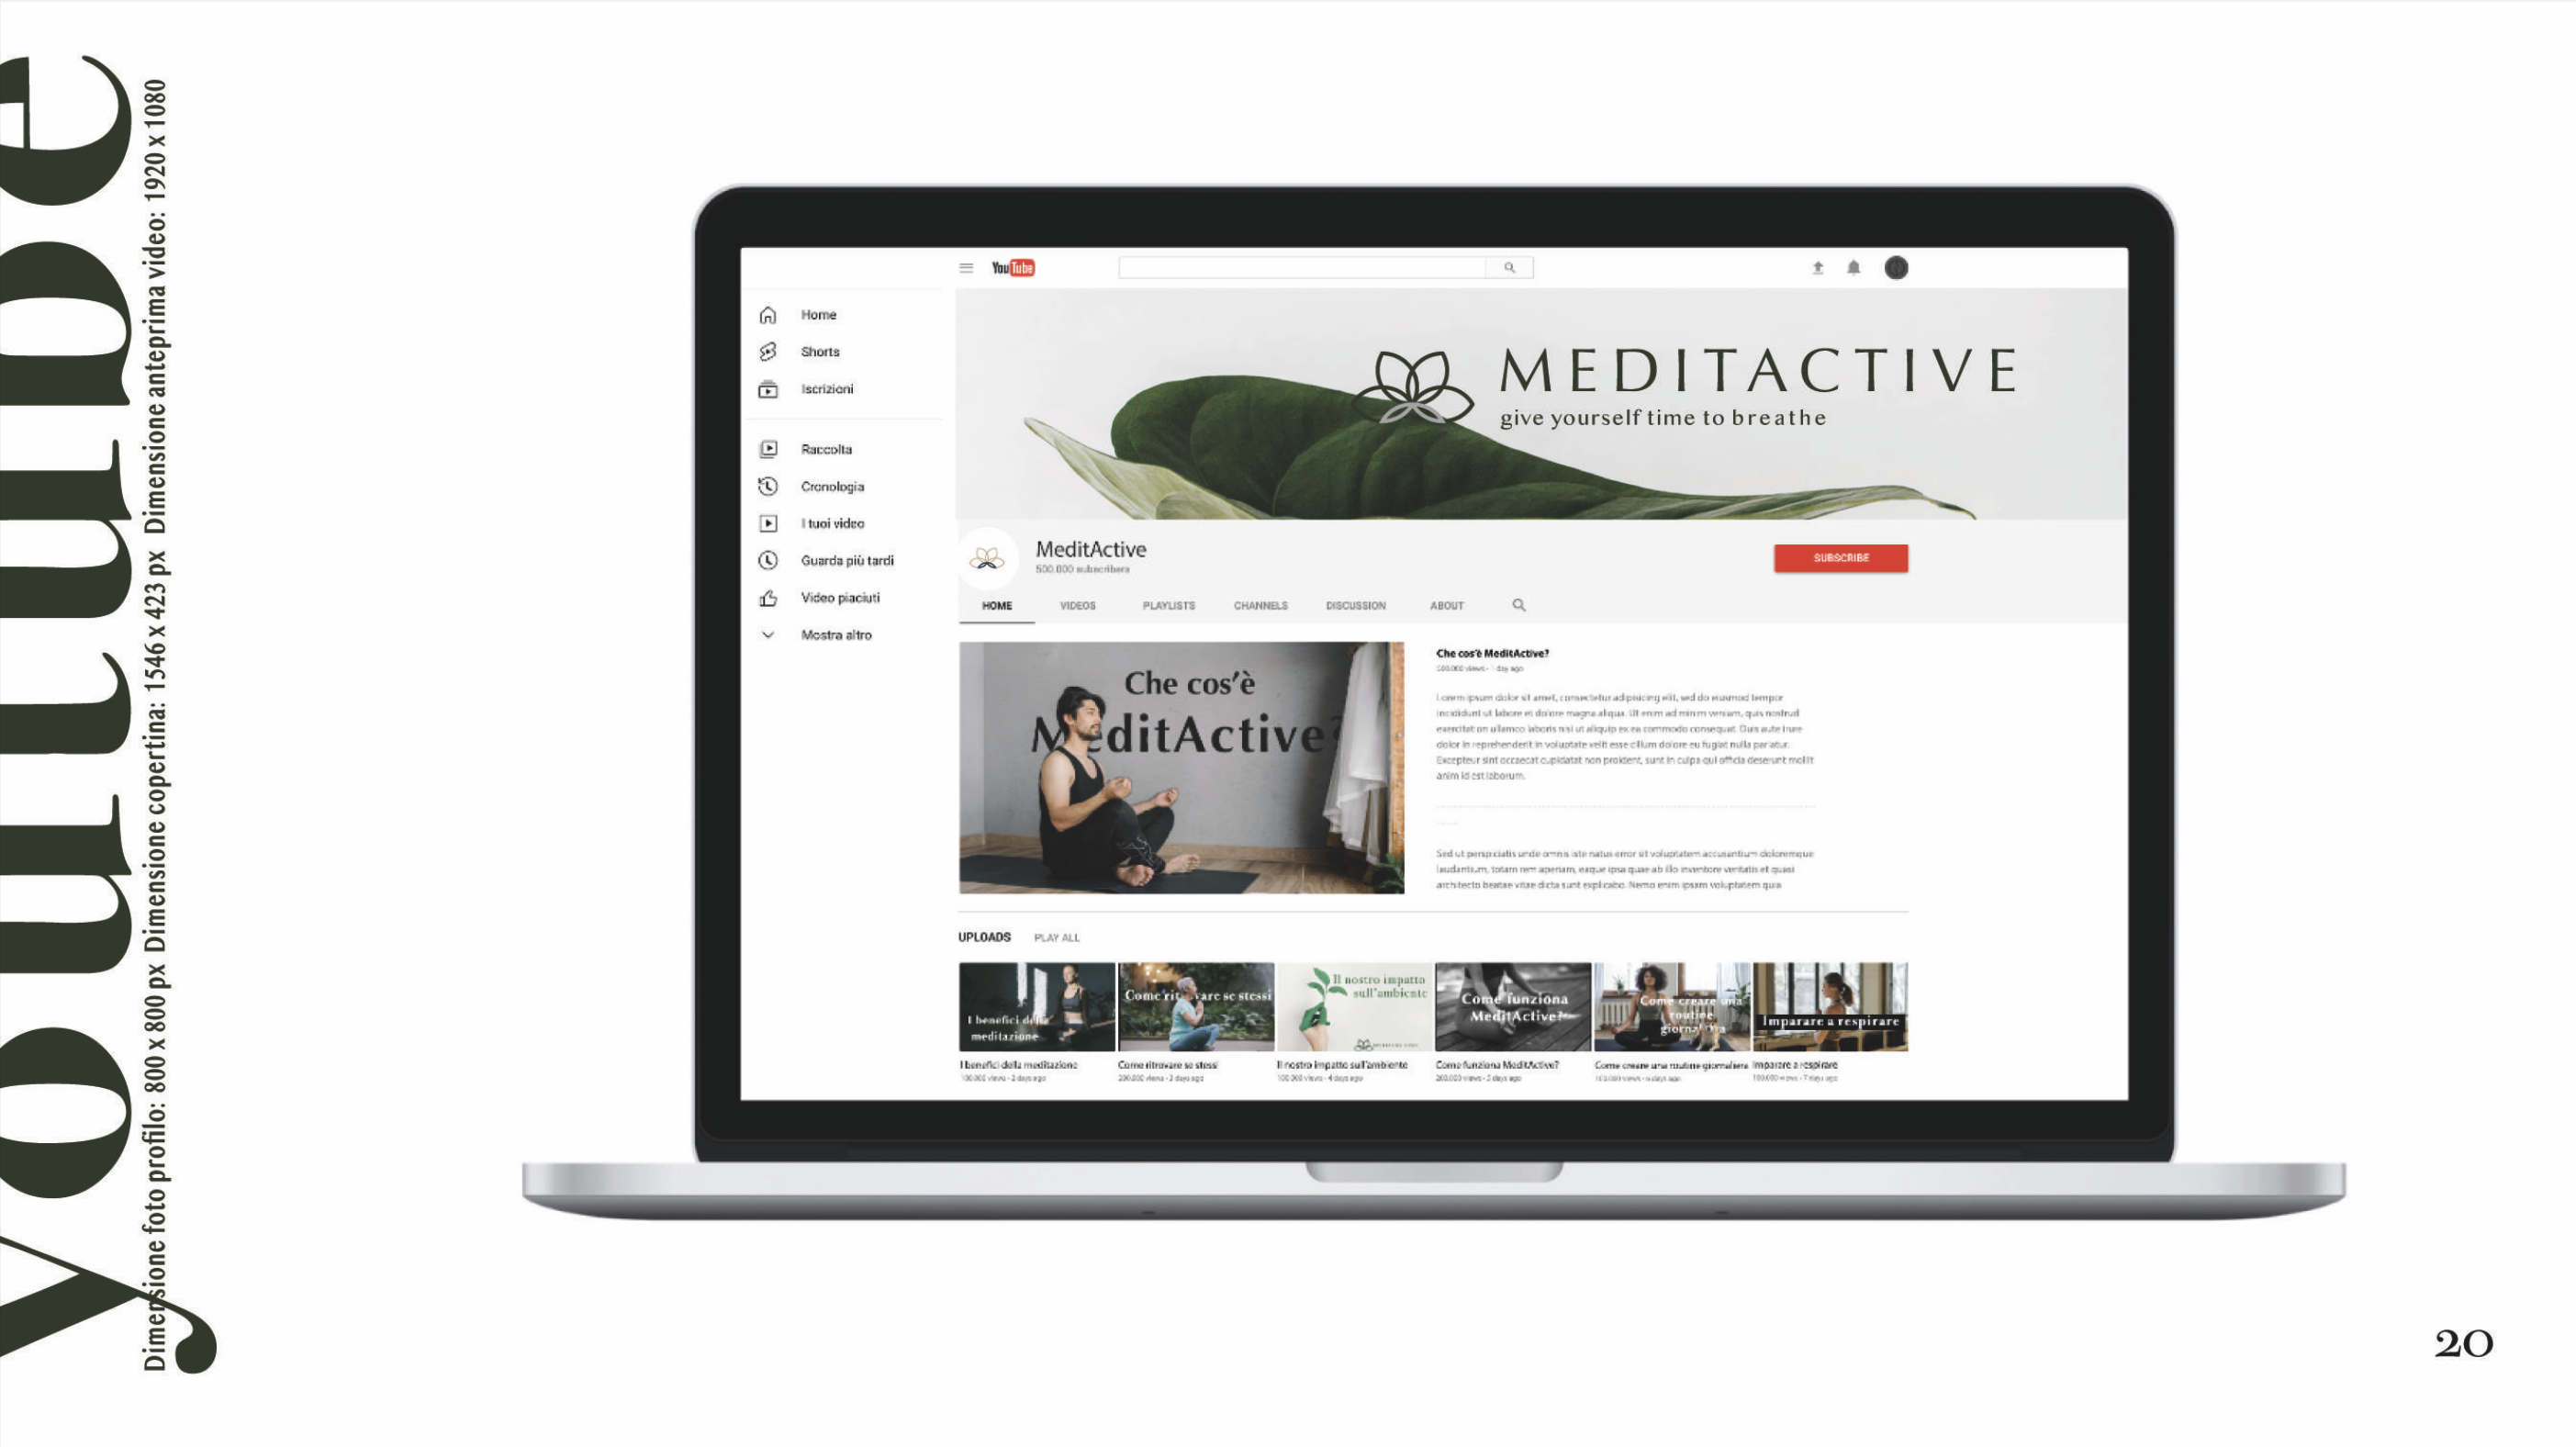 youtube
Dimensione foto profilo: 800 x 800 px Dimensione copertina: 1546 x 423 px Dimensione anteprima video: 1920 x 1080
YouTube
Home
Shorts
Iscrizioni
Raccolta
Cronologia
I tuoi video
Guarda più tardi
Video piaciuti
Mostra altro
MEDITACTIVE
give yourself time to breathe
MeditActive
500.000 subscribers
SUBSCRIBE
HOME VIDEOS PLAYLISTS CHANNELS DISCUSSION ABOUT
Che cos'è
MeditActive?
Che cos'è MeditActive?
500.000 views - 1 day ago
Lorem ipsum dolor sit amet, consectetur adipisicing elit, sed do eiusmod tempor
incididunt ut labore et dolore magna aliqua. Ut enim ad minim veniam, quis nostrud
exercitation ullamco laboris nisi ut aliquip ex ea commodo consequat. Duis aute irure
dolor in reprehenderit in voluptate velit esse cillum dolore eu fugiat nulla pariatur.
Excepteur sint occaecat cupidatat non proident, sunt in culpa qui officia deserunt mollit
anim id est laborum.
Sed ut perspiciatis unde omnis iste natus error sit voluptatem accusantium doloremque
laudantium, totam rem aperiam, eaque ipsa quae ab illo inventore veritatis et quasi
architecto beatae vitae dicta sunt explicabo. Nemo enim ipsam voluptatem quia
UPLOADS PLAY ALL
I benefici della
meditazione
Come ritrovare se stessi
Il nostro impatto
sull'ambiente
Come funziona
MeditActive?
Come creare una
routine
giornaliera
Imparare a respirare
I benefici della meditazione
100.000 views - 2 days ago
Come ritrovare se stessi
200.000 views - 3 days ago
Il nostro impatto sull'ambiente
100.000 views - 4 days ago
Come funziona MeditActive?
200.000 views - 5 days ago
Come creare una routine giornaliera
Imparare a respirare
100.000 views - 7 days ago
20